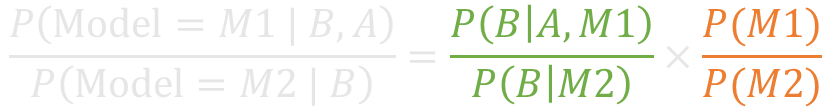 P(Model = M1 | B, A) / P(Model = M2 | B) = P(B|A, M1) / P(B|M2) × P(M1) / P(M2)